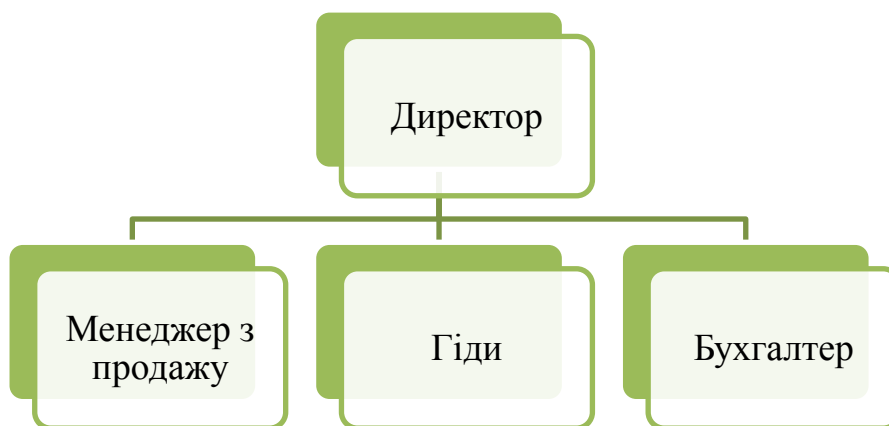 Директор
Менеджер з
продажу
Гіди
Бухгалтер